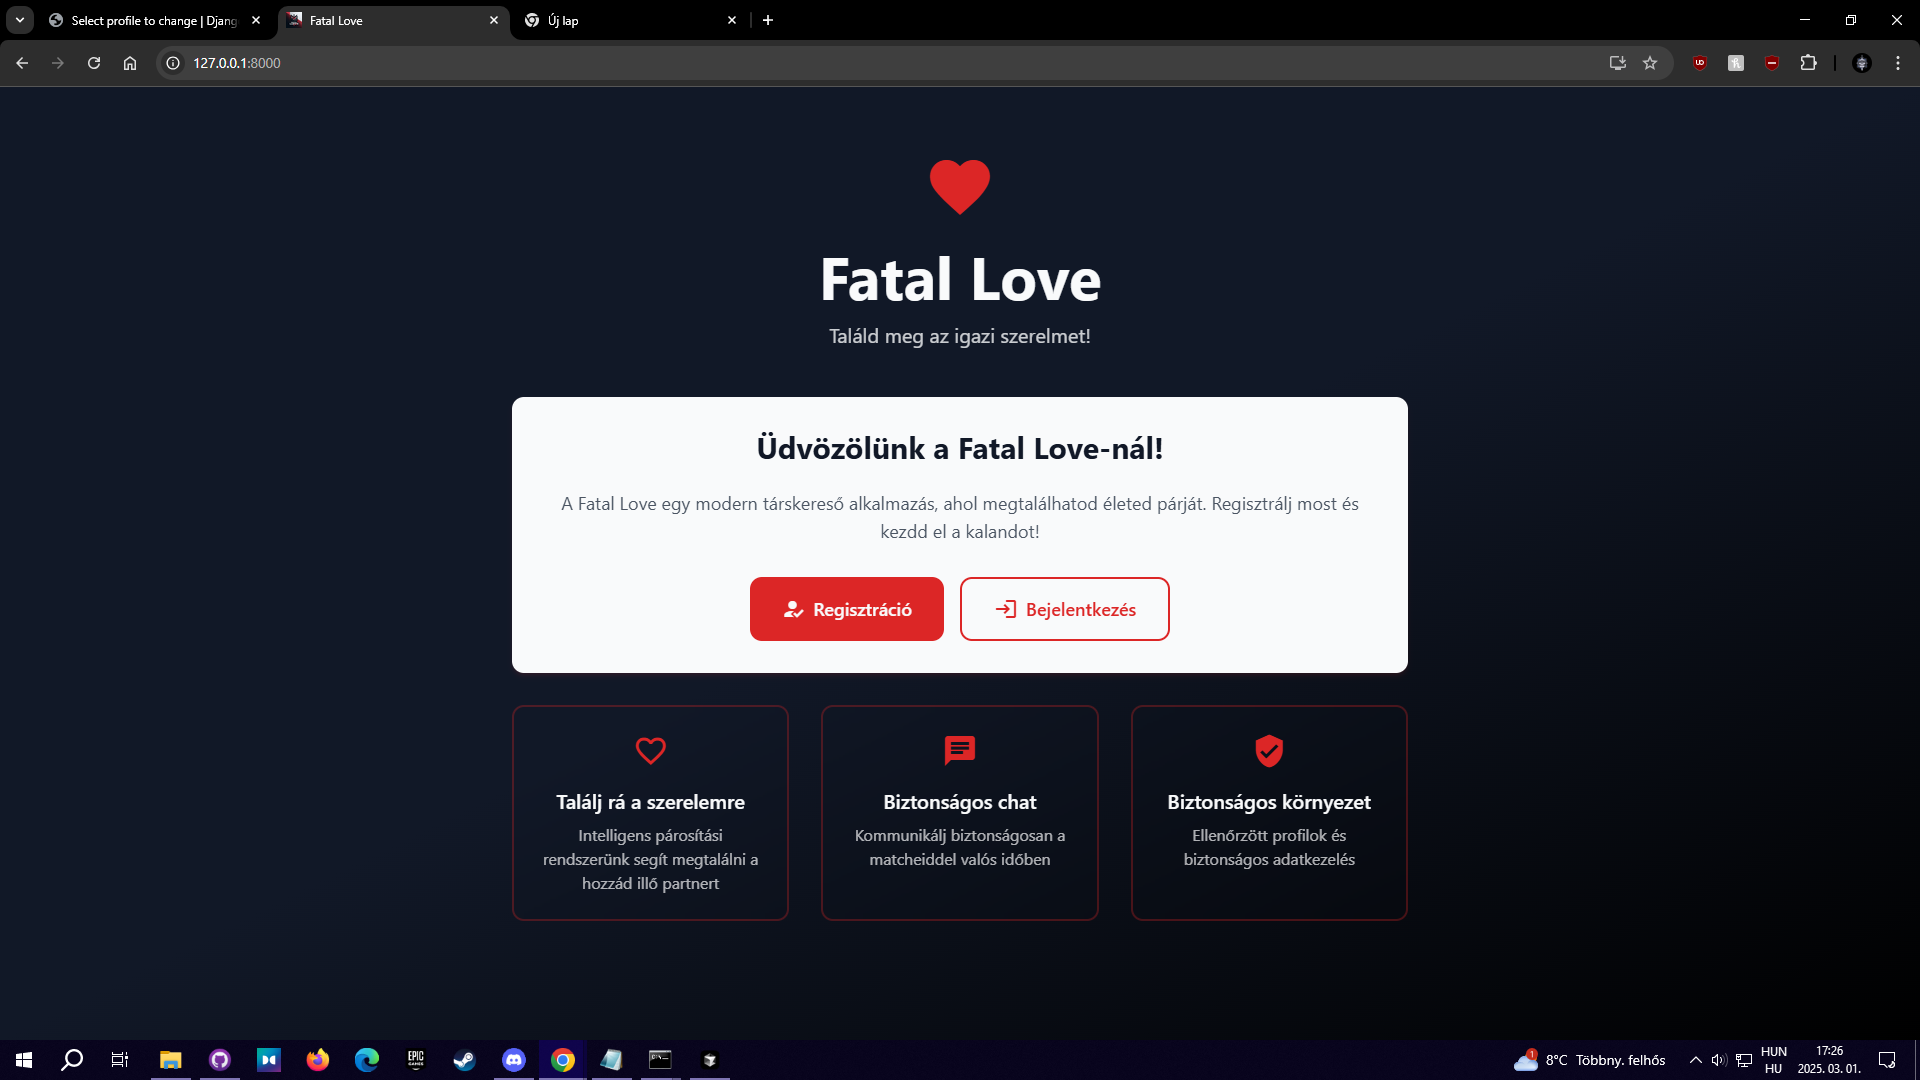 Select profile to change | Djang
Fatal Love
Új lap
127.0.0.1:8000
Fatal Love
Találd meg az igazi szerelmet!
Üdvözölünk a Fatal Love-nál!
A Fatal Love egy modern társkereső alkalmazás, ahol megtalálhatod életed párját. Regisztrálj most és
kezdd el a kalandot!
Regisztráció
Bejelentkezés
Találj rá a szerelemre
Intelligens párosítási
rendszerünk segít megtalálni a
hozzád illő partnert
Biztonságos chat
Kommunikálj biztonságosan a
matcheiddel valós időben
Biztonságos környezet
Ellenőrzött profilok és
biztonságos adatkezelés
EPIC
GAMES
1
8°C Többny. felhős
HUN
HU
17:26
2025. 03. 01.